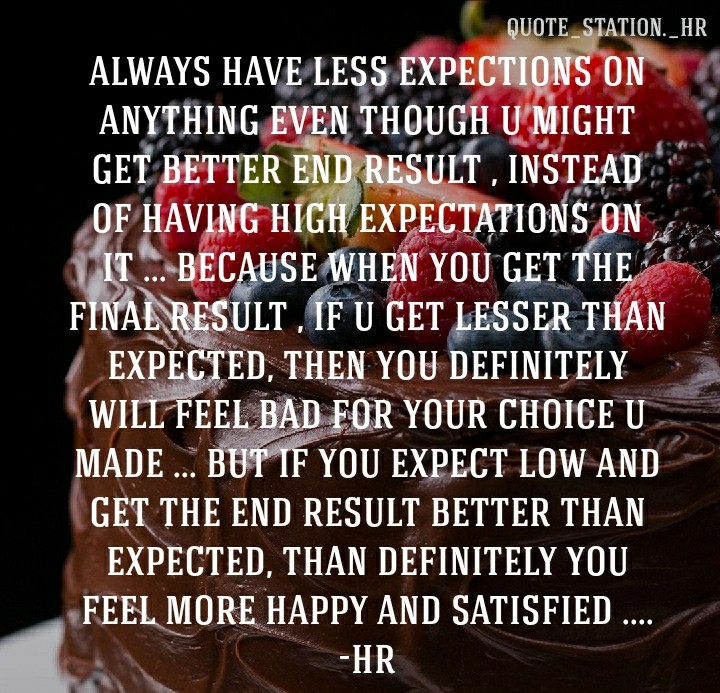 QUOTE_STATION._HR
ALWAYS HAVE LESS EXPECTIONS ON
ANYTHING EVEN THOUGH U MIGHT
GET BETTER END RESULT , INSTEAD
OF HAVING HIGH EXPECTATIONS ON
IT ... BECAUSE WHEN YOU GET THE
FINAL RESULT , IF U GET LESSER THAN
EXPECTED, THEN YOU DEFINITELY
WILL FEEL BAD FOR YOUR CHOICE U
MADE ... BUT IF YOU EXPECT LOW AND
GET THE END RESULT BETTER THAN
EXPECTED, THAN DEFINITELY YOU
FEEL MORE HAPPY AND SATISFIED ....
-HR